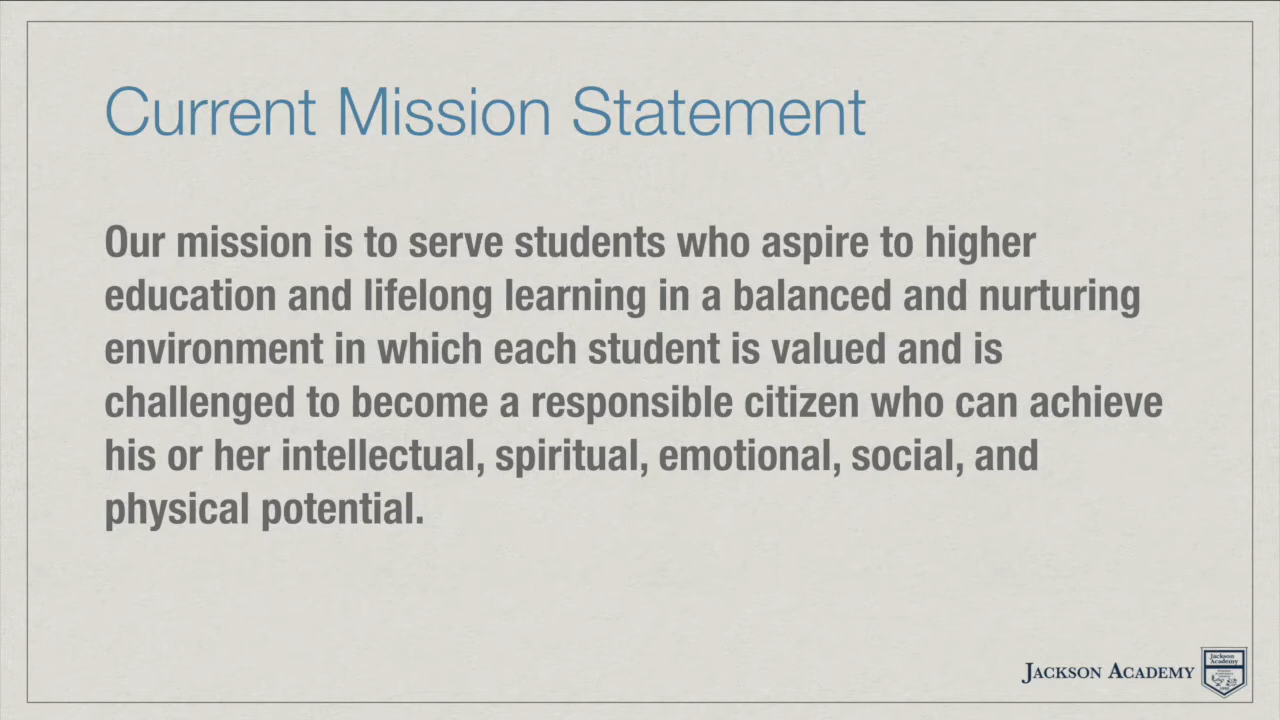 Current Mission Statement
Our mission is to serve students who aspire to higher
education and lifelong learning in a balanced and nurturing
environment in which each student is valued and is
challenged to become a responsible citizen who can achieve
his or her intellectual, spiritual, emotional, social, and
physical potential.
JACKSON ACADEMY
Jackson
Academy